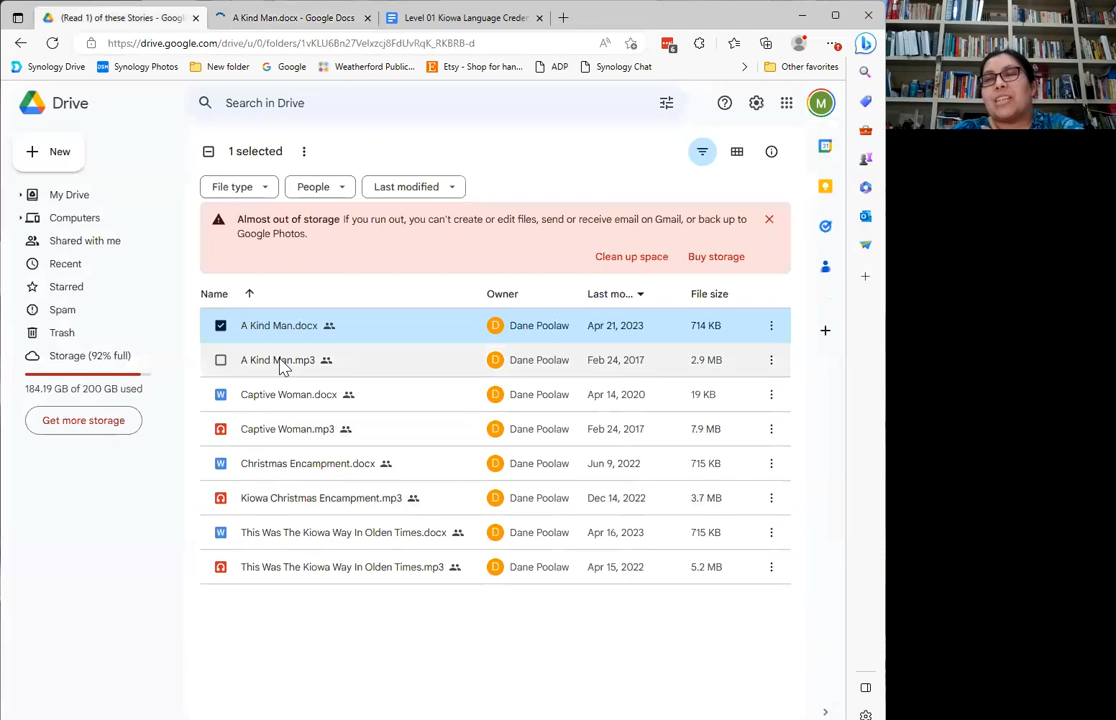 (Read 1) of these Stories - Googl
A Kind Man.docx - Google Docs
Level 01 Kiowa Language Creder
https://drive.google.com/drive/u/0/folders/1vKLU6Bn27Velxzcj8FdUvRqK_RKBRB-d
Synology Drive
DSM
Synology Photos
New folder
Google
Weatherford Public...
Etsy - Shop for han...
ADP
Synology Chat
Other favorites
Drive
Search in Drive
M
New
1 selected
File type
People
Last modified
My Drive
Computers
Shared with me
Recent
Starred
Spam
Trash
Storage (92% full)
184.19 GB of 200 GB used
Get more storage
Almost out of storage If you run out, you can't create or edit files, send or receive email on Gmail, or back up to
Google Photos.
Clean up space Buy storage
Name Owner Last mo... File size
A Kind Man.docx D Dane Poolaw Apr 21, 2023 714 KB
A Kind Man.mp3 D Dane Poolaw Feb 24, 2017 2.9 MB
W Captive Woman.docx D Dane Poolaw Apr 14, 2020 19 KB
Captive Woman.mp3 D Dane Poolaw Feb 24, 2017 7.9 MB
W Christmas Encampment.docx D Dane Poolaw Jun 9, 2022 715 KB
Kiowa Christmas Encampment.mp3 D Dane Poolaw Dec 14, 2022 3.7 MB
W This Was The Kiowa Way In Olden Times.docx D Dane Poolaw Apr 16, 2023 715 KB
This Was The Kiowa Way In Olden Times.mp3 D Dane Poolaw Apr 15, 2022 5.2 MB